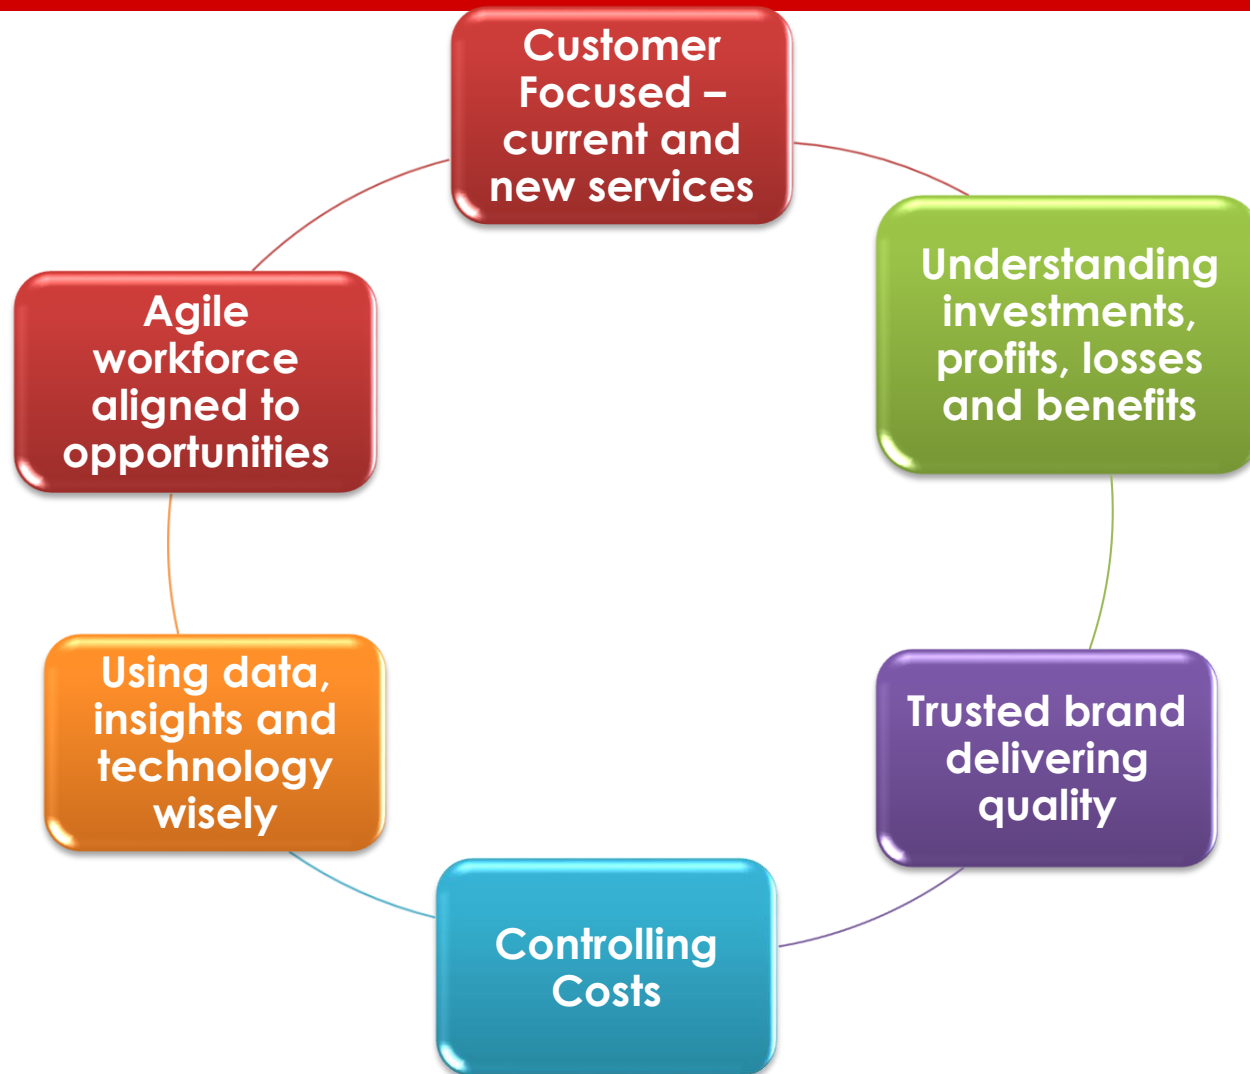 Customer
Focused –
current and
new services
Understanding
investments,
profits, losses
and benefits
Trusted brand
delivering
quality
Controlling
Costs
Using data,
insights and
technology
wisely
Agile
workforce
aligned to
opportunities